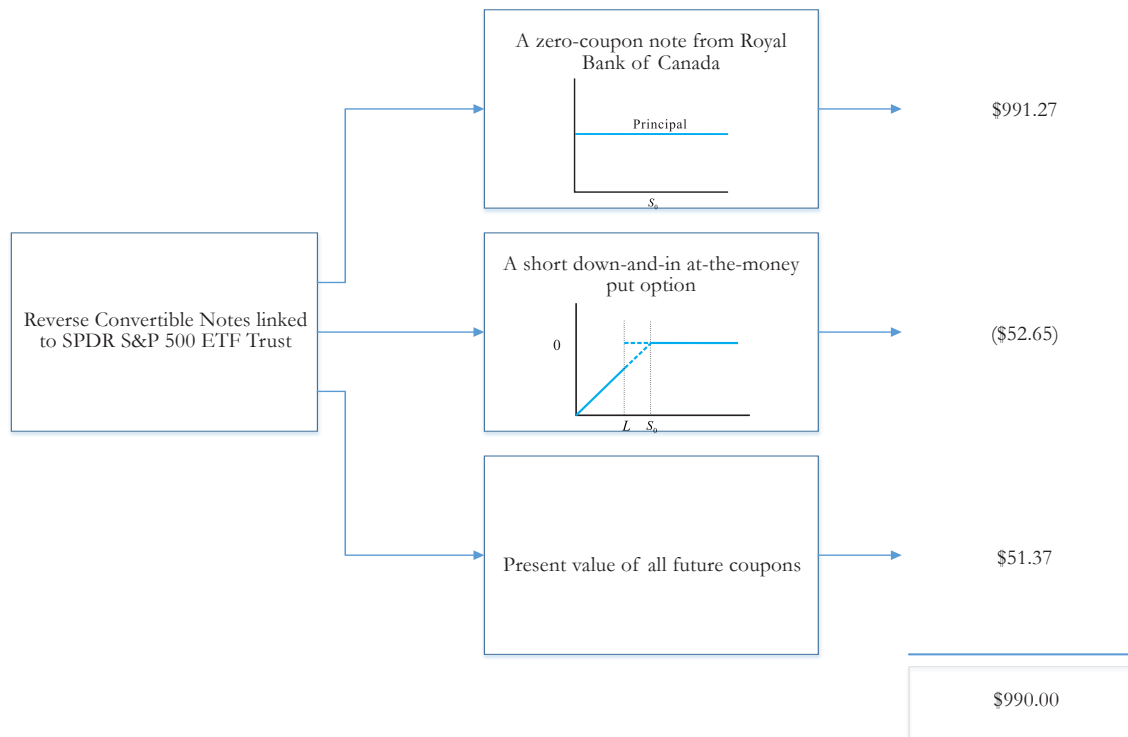 A zero-coupon note from Royal
Bank of Canada
Principal
S₀
$991.27
Reverse Convertible Notes linked
to SPDR S&P 500 ETF Trust
A short down-and-in at-the-money
put option
0
L S₀
($52.65)
Present value of all future coupons
$51.37
$990.00